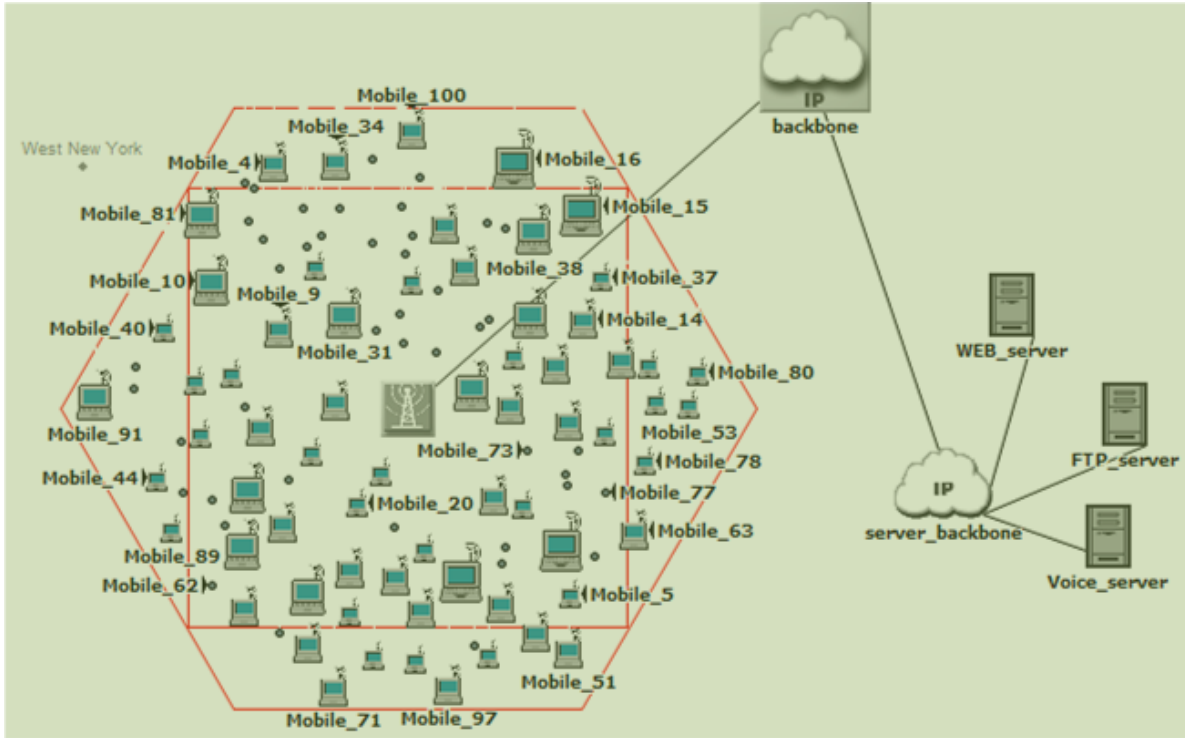 Mobile_100
IP
backbone
Mobile_34
West New York
Mobile_4
Mobile_16
Mobile_81
Mobile_15
Mobile_10
Mobile_9
Mobile_38
Mobile_37
Mobile_40
Mobile_31
Mobile_14
WEB_server
Mobile_80
Mobile_91
Mobile_53
Mobile_73
Mobile_78
FTP_server
Mobile_44
Mobile_20
Mobile_77
IP
server_backbone
Mobile_63
Mobile_89
Mobile_62
Mobile_5
Voice_server
Mobile_51
Mobile_71
Mobile_97